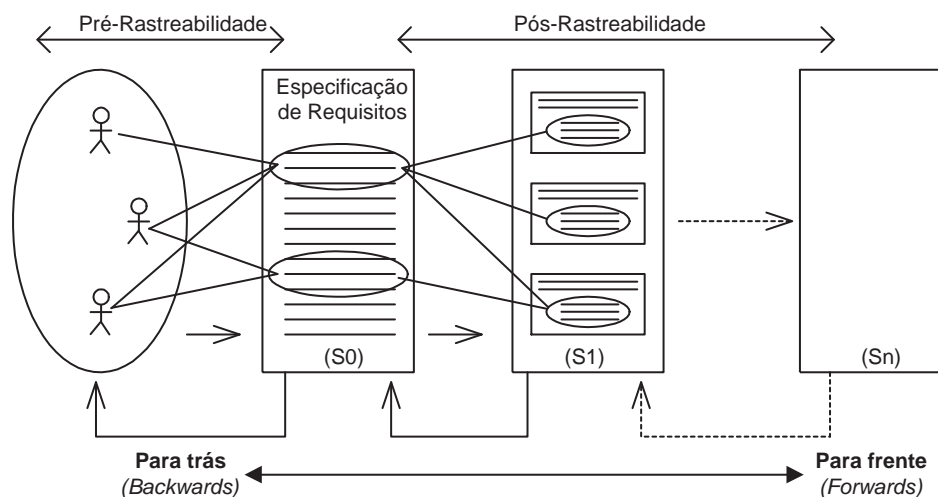 Pré-Rastreabilidade
Pós-Rastreabilidade
Especificação
de Requisitos
(S0)
(S1)
(Sn)
Para trás
(Backwards)
Para frente
(Forwards)